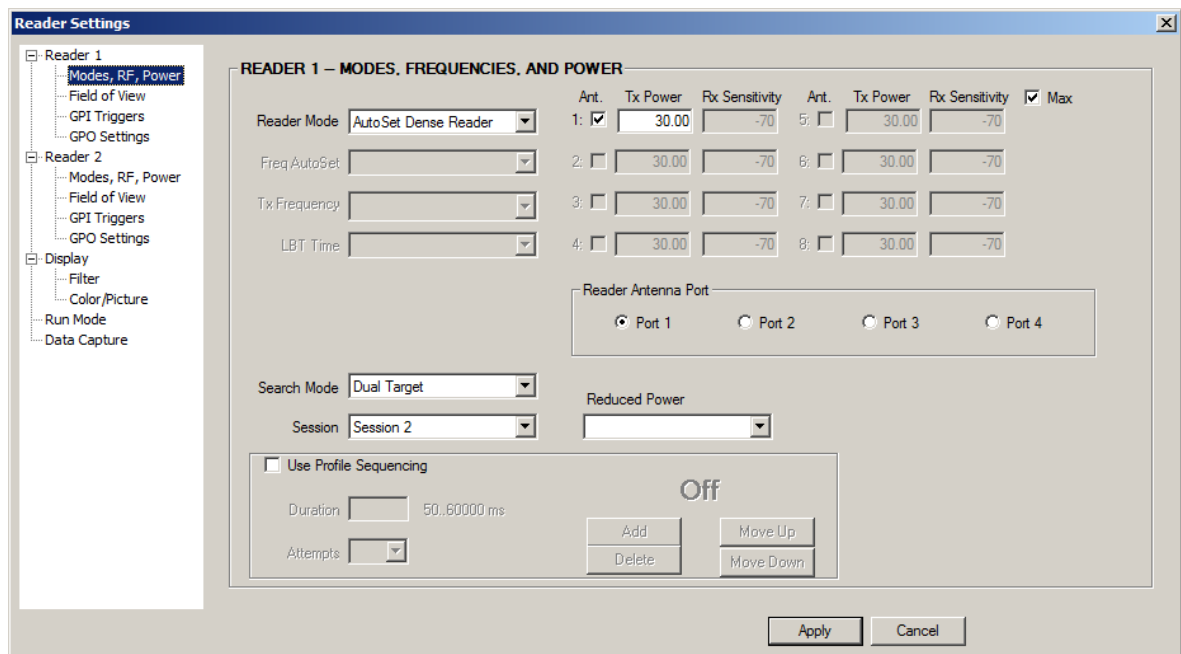 Reader Settings
Reader 1
Modes, RF, Power
Field of View
GPI Triggers
GPO Settings
Reader 2
Modes, RF, Power
Field of View
GPI Triggers
GPO Settings
Display
Filter
Color/Picture
Run Mode
Data Capture
READER 1 – MODES, FREQUENCIES, AND POWER
Ant. Tx Power Rx Sensitivity Ant. Tx Power Rx Sensitivity Max
Reader Mode AutoSet Dense Reader 1: 30.00 -70 5: 30.00 -70
Freq AutoSet 2: 30.00 -70 6: 30.00 -70
Tx Frequency 3: 30.00 -70 7: 30.00 -70
LBT Time 4: 30.00 -70 8: 30.00 -70
Reader Antenna Port
Port 1 Port 2 Port 3 Port 4
Search Mode Dual Target
Reduced Power
Session Session 2
Use Profile Sequencing
Off
Duration 50..60000 ms
Add Move Up
Attempts
Delete Move Down
Apply Cancel